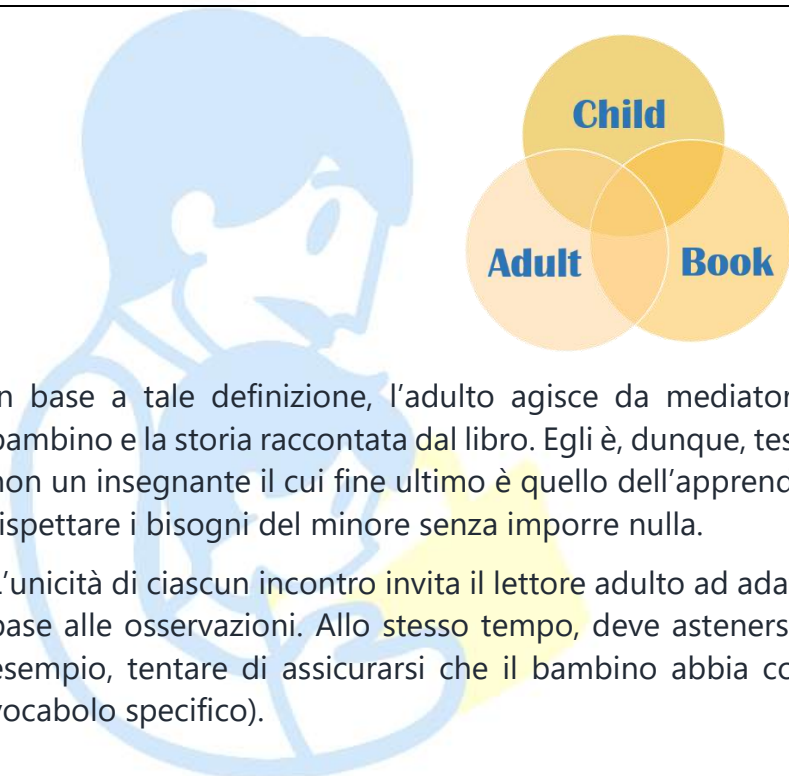 Child
Adult Book
n base a tale definizione, l’adulto agisce da mediator
bambino e la storia raccontata dal libro. Egli è, dunque, tes
non un insegnante il cui fine ultimo è quello dell’apprend
rispettare i bisogni del minore senza imporre nulla.
L’unicità di ciascun incontro invita il lettore adulto ad ada
base alle osservazioni. Allo stesso tempo, deve asteners
esempio, tentare di assicurarsi che il bambino abbia co
vocabolo specifico).